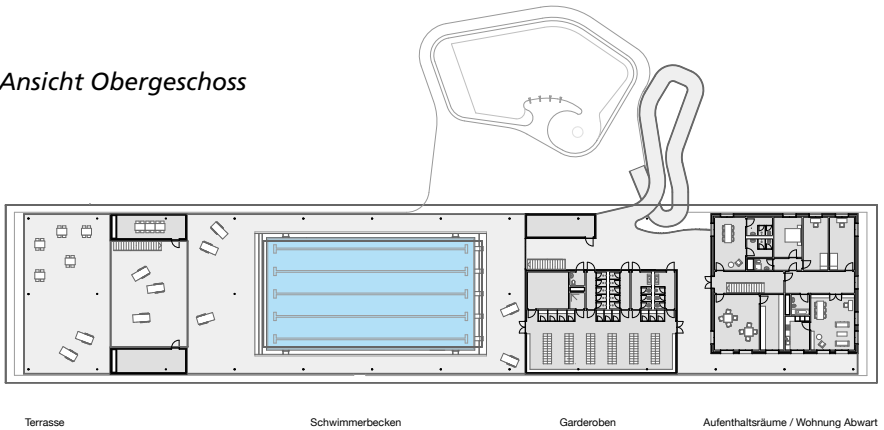 Ansicht Obergeschoss
Terrasse
Schwimmerbecken
Garderoben
Aufenthaltsräume / Wohnung Abwart